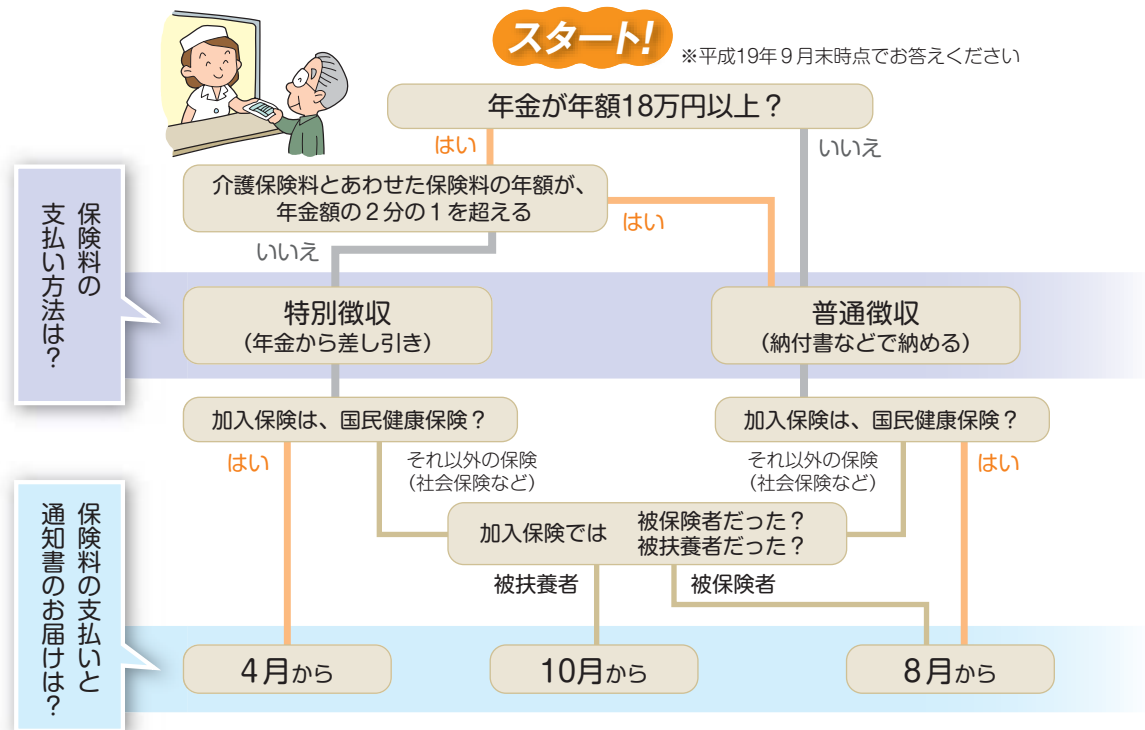 スタート!
※平成19年9月末時点でお答えください
年金が年額18万円以上？
はい
いいえ
介護保険料とあわせた保険料の年額が、
年金額の２分の１を超える
はい
いいえ
保険料の
支払い方法は？
特別徴収
（年金から差し引き）
普通徴収
（納付書などで納める）
加入保険は、国民健康保険？
加入保険は、国民健康保険？
はい
それ以外の保険
（社会保険など）
それ以外の保険
（社会保険など）
はい
加入保険では
被保険者だった？
被扶養者だった？
被扶養者
被保険者
保険料の支払いと
通知書のお届けは？
4月から
10月から
8月から